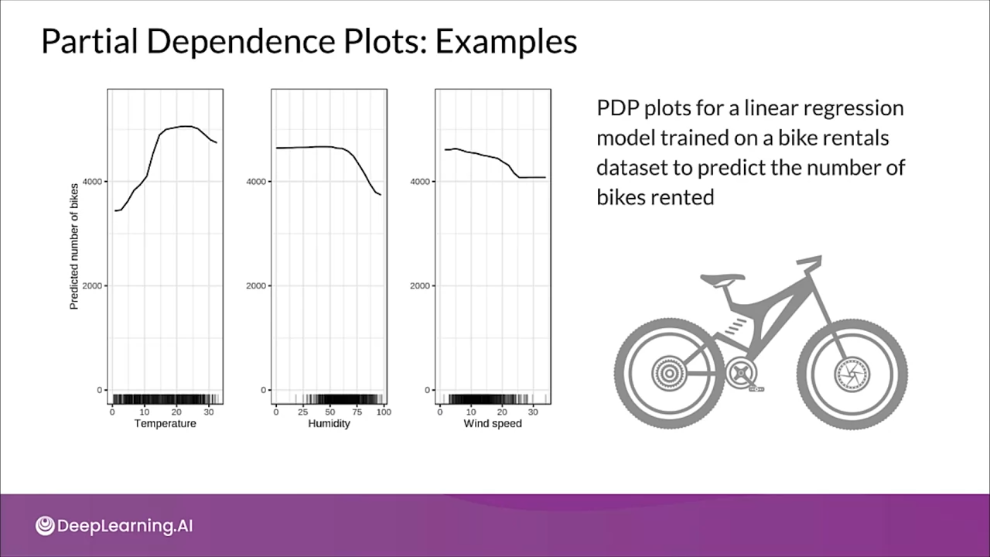 Partial Dependence Plots: Examples
PDP plots for a linear regression
model trained on a bike rentals
dataset to predict the number of
bikes rented
Predicted number of bikes
4000
2000
0
0 10 20 30
Temperature
4000
2000
0
0 25 50 75 100
Humidity
4000
2000
0
0 10 20 30
Wind speed
DeepLearning.AI